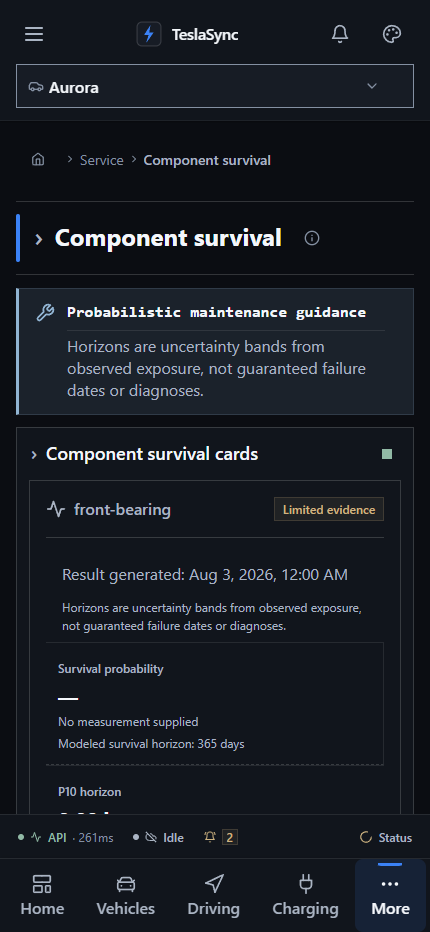 TeslaSync
Aurora
Service
Component survival
Component survival
Probabilistic maintenance guidance
Horizons are uncertainty bands from
observed exposure, not guaranteed failure
dates or diagnoses.
Component survival cards
front-bearing
Limited evidence
Result generated: Aug 3, 2026, 12:00 AM
Horizons are uncertainty bands from observed exposure,
not guaranteed failure dates or diagnoses.
Survival probability
—
No measurement supplied
Modeled survival horizon: 365 days
P10 horizon
API · 261ms
Idle
2
Status
Home
Vehicles
Driving
Charging
More